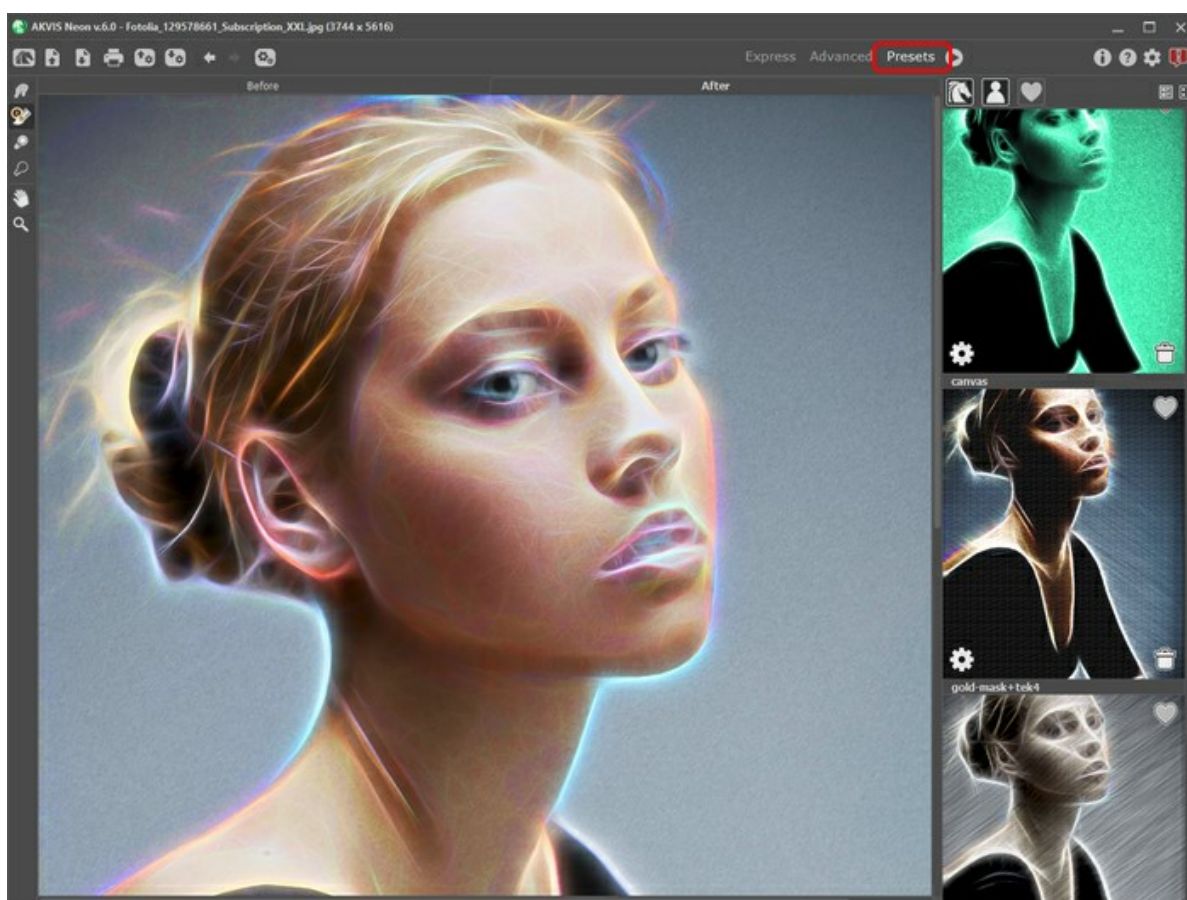 AKVIS Neon v.6.0 - Fotolia_129578661_Subscription_XXL.jpg (3744 x 5616)
Express Advanced Presets
Before After
canvas
gold-mask+tek4